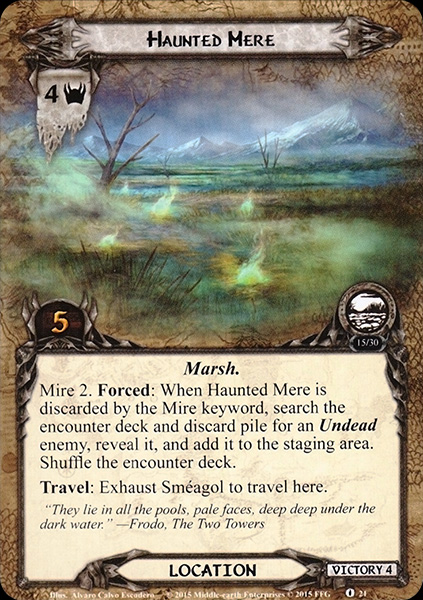 HAUNTED MERE
4
5
15/30
Marsh.
Mire 2. Forced: When Haunted Mere is
discarded by the Mire keyword, search the
encounter deck and discard pile for an Undead
enemy, reveal it, and add it to the staging area.
Shuffle the encounter deck.
Travel: Exhaust Sméagol to travel here.
“They lie in all the pools, pale faces, deep deep under the
dark water.” —Frodo, The Two Towers
LOCATION
VICTORY 4
Illus. Alvaro Calvo Escudero © 2015 Middle-earth Enterprises © 2015 FFG 21